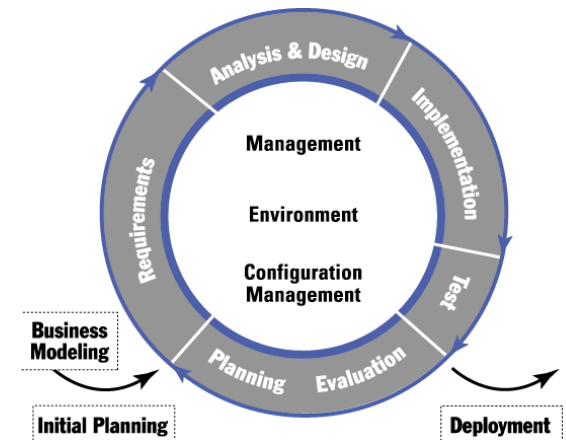 Analysis & Design
Implementation
Requirements
Management
Environment
Configuration
Management
Test
Planning
Evaluation
Business
Modeling
Initial Planning
Deployment